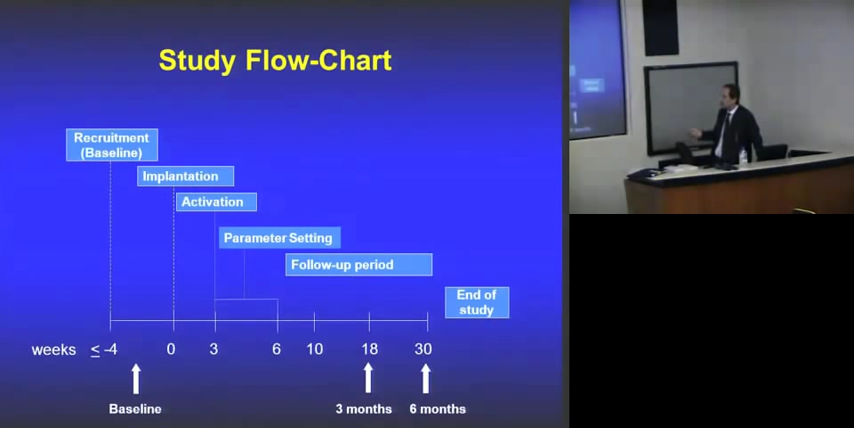 Study Flow-Chart
Recruitment
(Baseline)
Implantation
Activation
Parameter Setting
Follow-up period
End of
study
weeks ≤ -4 0 3 6 10 18 30
Baseline 3 months 6 months